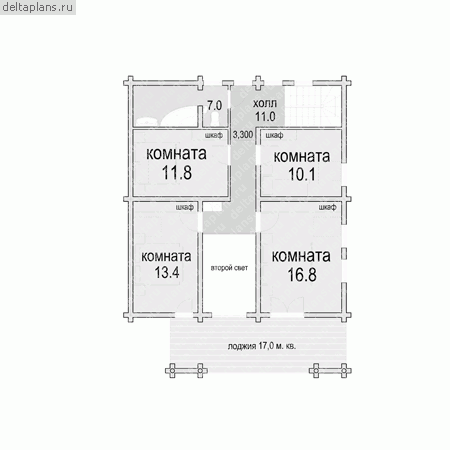 deltaplans.ru
7.0
холл
11.0
шкаф
3,300
шкаф
комната
11.8
комната
10.1
шкаф
шкаф
комната
13.4
второй свет
комната
16.8
лоджия 17,0 м. кв.